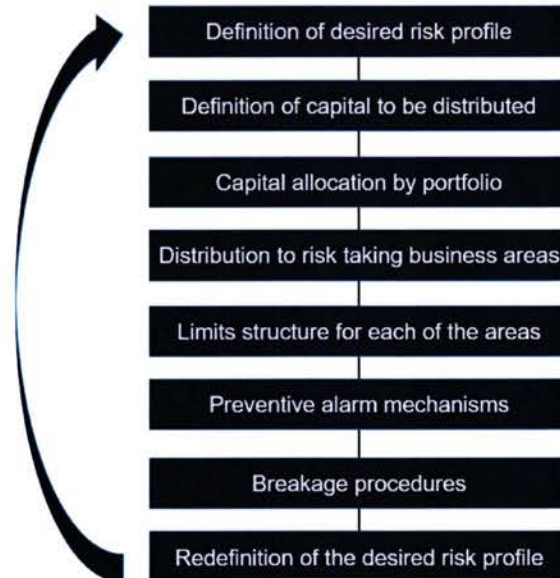 Definition of desired risk profile
Definition of capital to be distributed
Capital allocation by portfolio
Distribution to risk taking business areas
Limits structure for each of the areas
Preventive alarm mechanisms
Breakage procedures
Redefinition of the desired risk profile